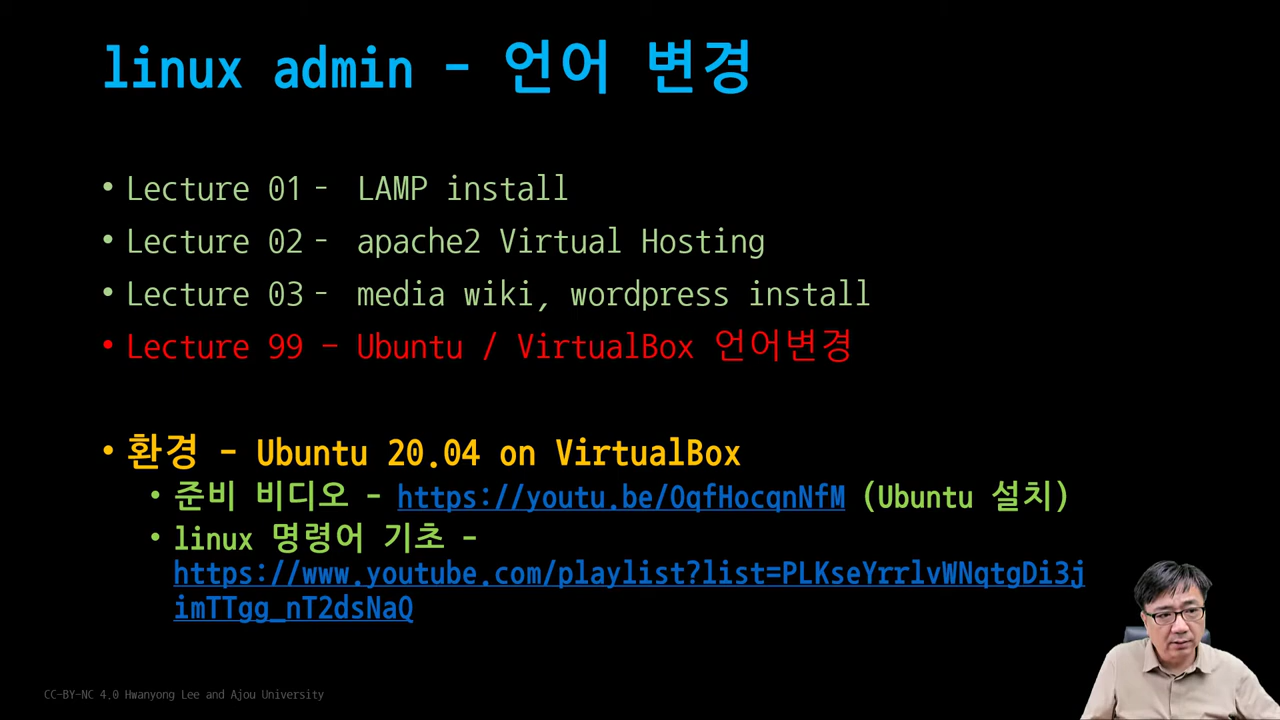 linux admin - 언어 변경
• Lecture 01 - LAMP install
• Lecture 02 - apache2 Virtual Hosting
• Lecture 03 - media wiki, wordpress install
• Lecture 99 – Ubuntu / VirtualBox 언어변경
• 환경 - Ubuntu 20.04 on VirtualBox
• 준비 비디오 - https://youtu.be/OqfHocqnNfM (Ubuntu 설치)
• linux 명령어 기초 -
https://www.youtube.com/playlist?list=PLKseYrrlvWNqtgDi3j
imTTgg_nT2dsNaQ
CC-BY-NC 4.0 Hwanyong Lee and Ajou University